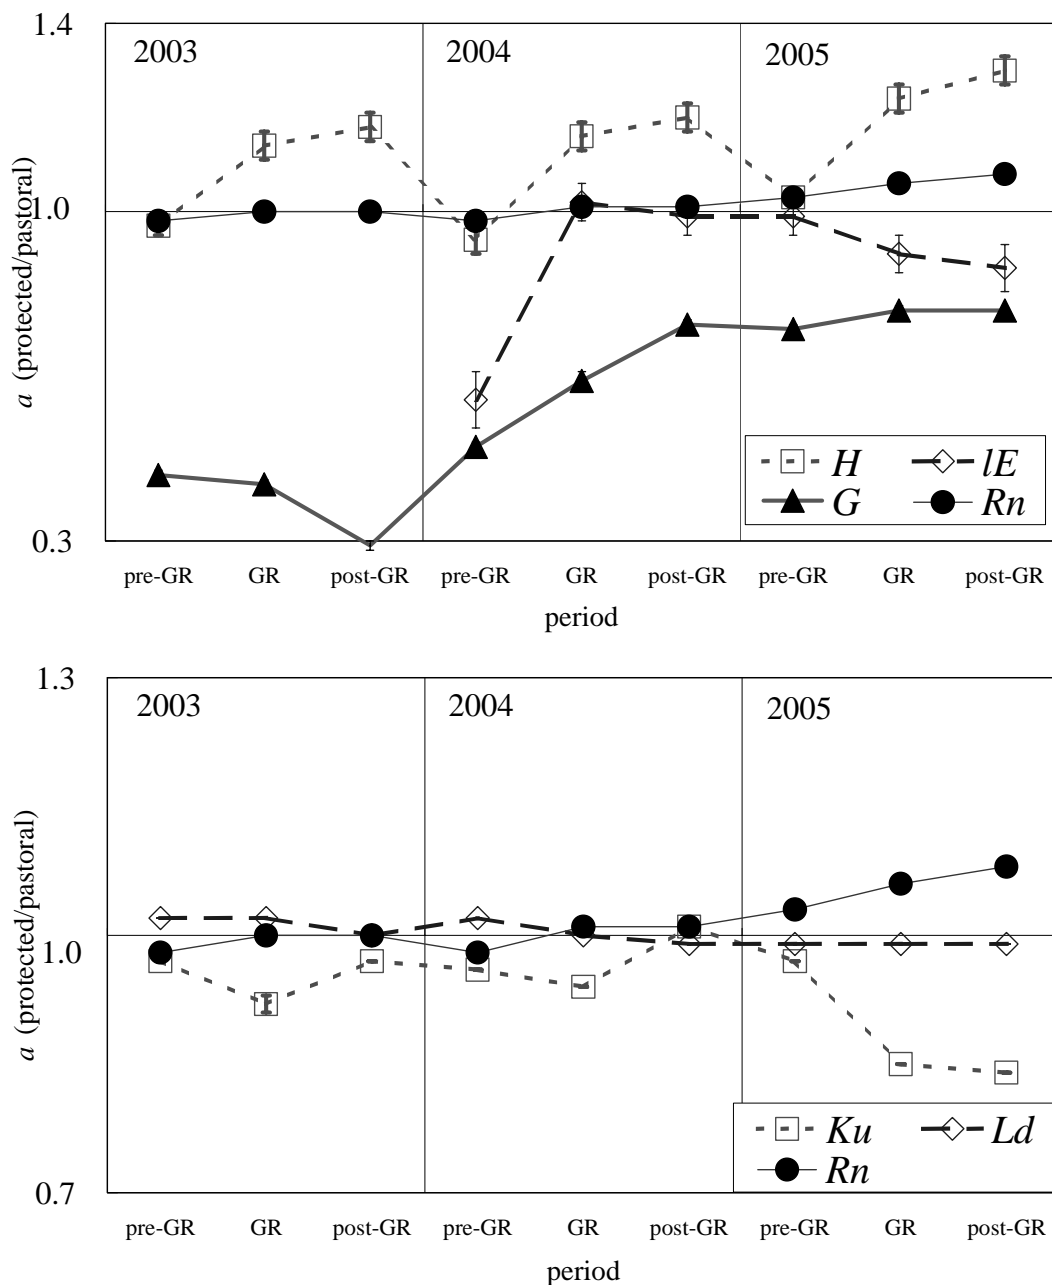 1.4
2003 2004 2005
1.0
a (protected/pastoral)
H lE
G Rn
0.3
pre-GR GR post-GR pre-GR GR post-GR pre-GR GR post-GR
period
1.3
2003 2004 2005
1.0
a (protected/pastoral)
Ku Ld
Rn
0.7
pre-GR GR post-GR pre-GR GR post-GR pre-GR GR post-GR
period